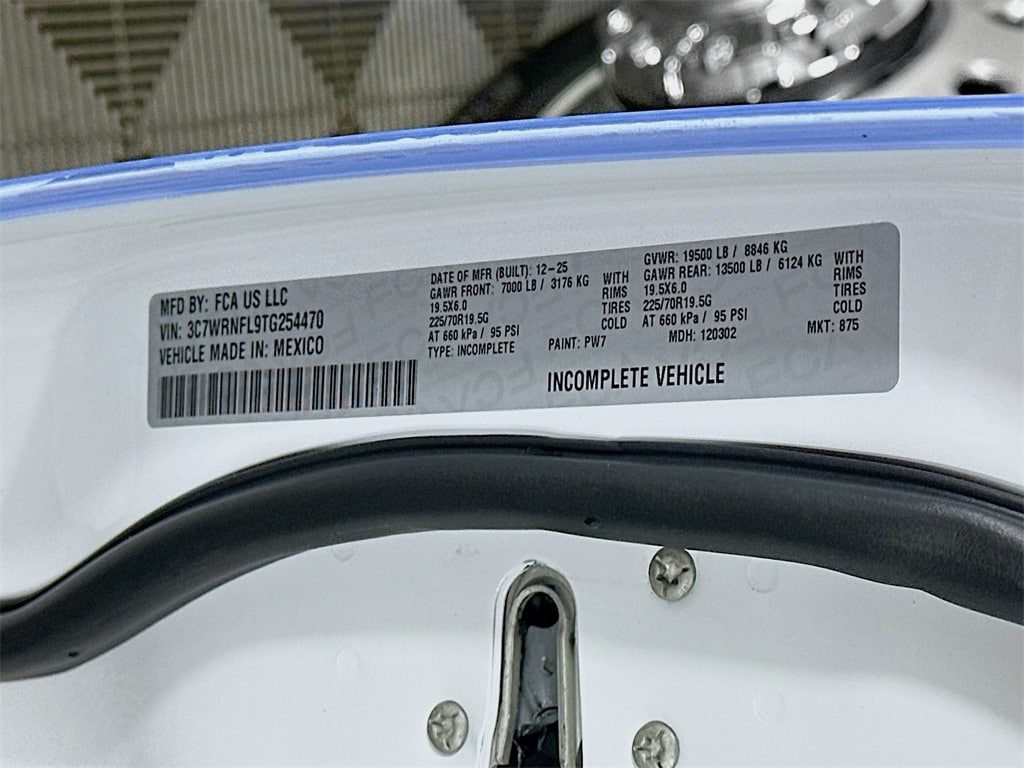 MFD BY: FCA US LLC
VIN: 3C7WRNFL9TG254470
VEHICLE MADE IN: MEXICO
DATE OF MFR (BUILT): 12-25
GAWR FRONT: 7000 LB / 3176 KG WITH
19.5X6.0 RIMS
225/70R19.5G TIRES
AT 660 kPa / 95 PSI COLD
TYPE: INCOMPLETE PAINT: PW7
GVWR: 19500 LB / 8846 KG
GAWR REAR: 13500 LB / 6124 KG WITH
19.5X6.0 RIMS
225/70R19.5G TIRES
AT 660 kPa / 95 PSI COLD
MDH: 120302 MKT: 875
INCOMPLETE VEHICLE